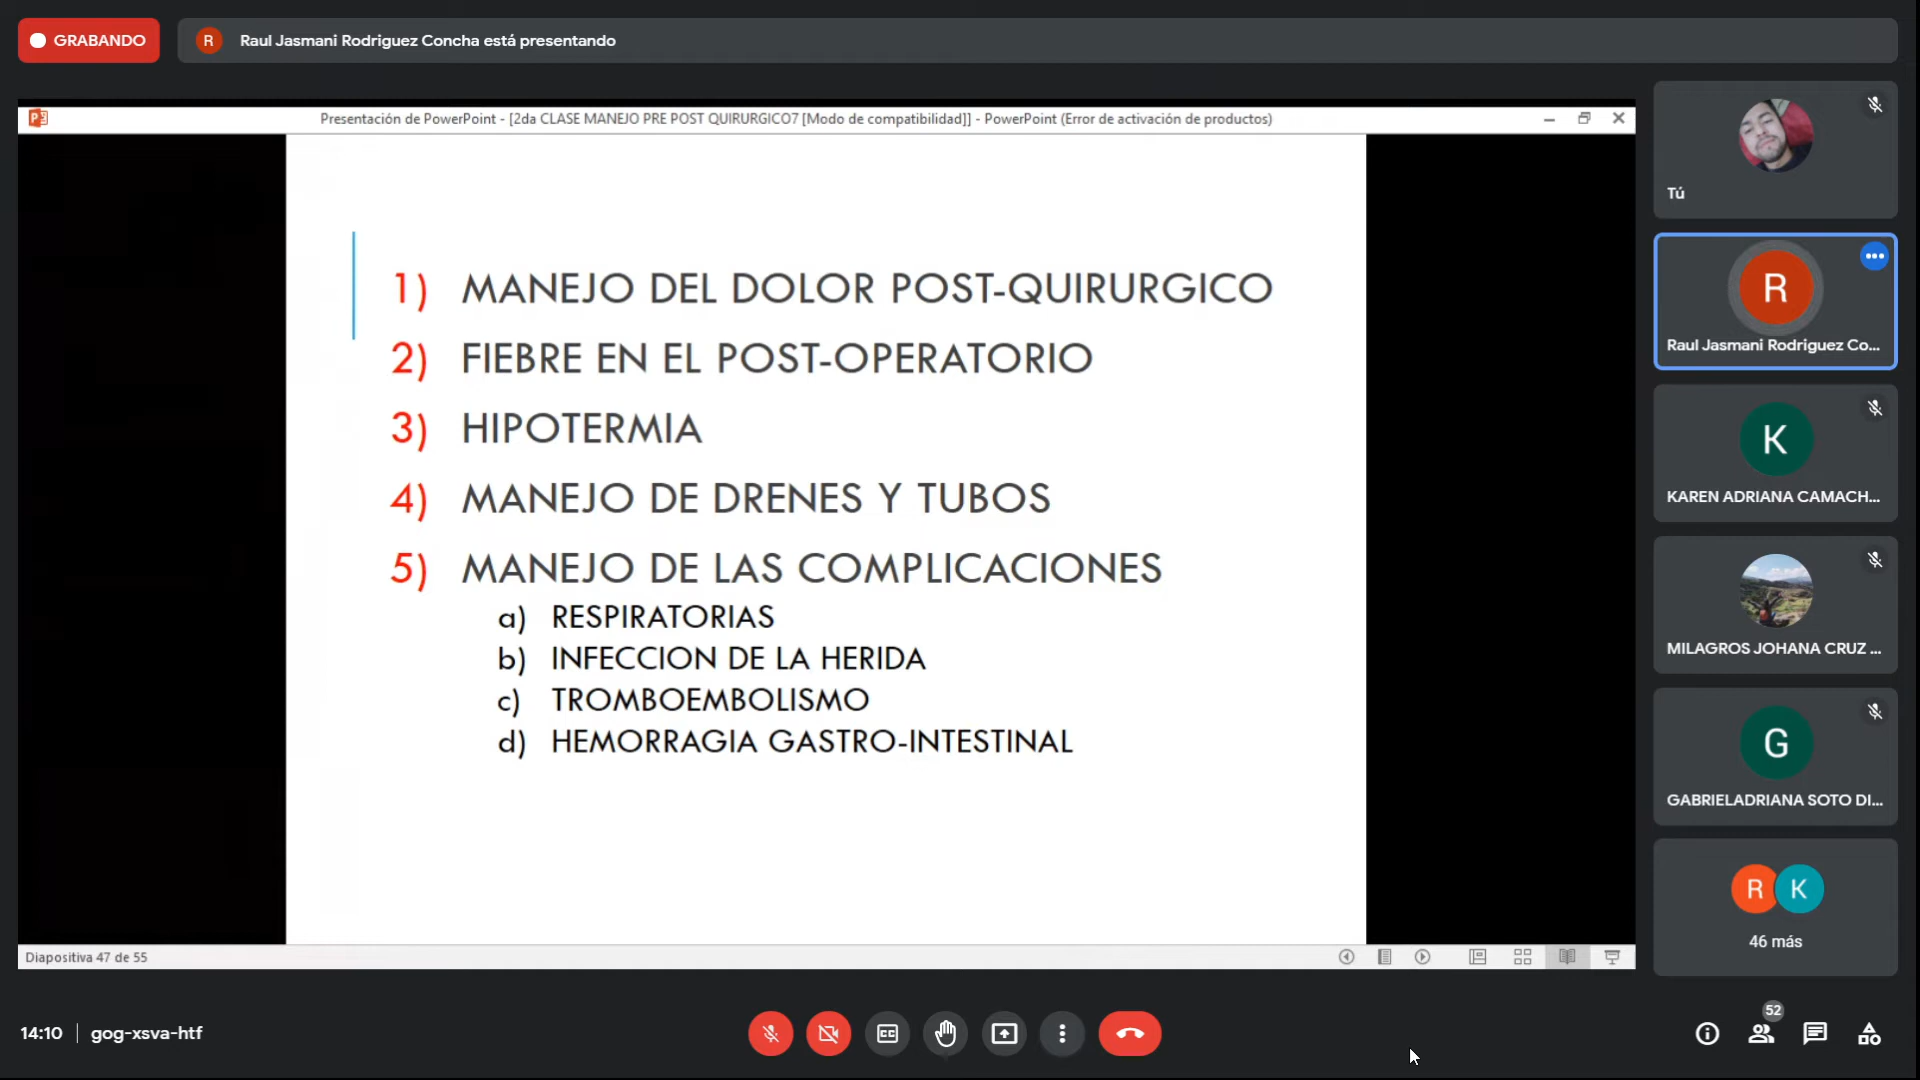 GRABANDO
R
Raul Jasmani Rodriguez Concha está presentando
Presentación de PowerPoint - [2da CLASE MANEJO PRE POST QUIRURGICO7 [Modo de compatibilidad]] - PowerPoint (Error de activación de productos)
1) MANEJO DEL DOLOR POST-QUIRURGICO
2) FIEBRE EN EL POST-OPERATORIO
3) HIPOTERMIA
4) MANEJO DE DRENES Y TUBOS
5) MANEJO DE LAS COMPLICACIONES
a) RESPIRATORIAS
b) INFECCION DE LA HERIDA
c) TROMBOEMBOLISMO
d) HEMORRAGIA GASTRO-INTESTINAL
Diapositiva 47 de 55
Tú
R
Raul Jasmani Rodriguez Co...
K
KAREN ADRIANA CAMACH...
MILAGROS JOHANA CRUZ ...
G
GABRIELADRIANA SOTO DI...
R K
46 más
14:10 | gog-xsva-htf
CC
52